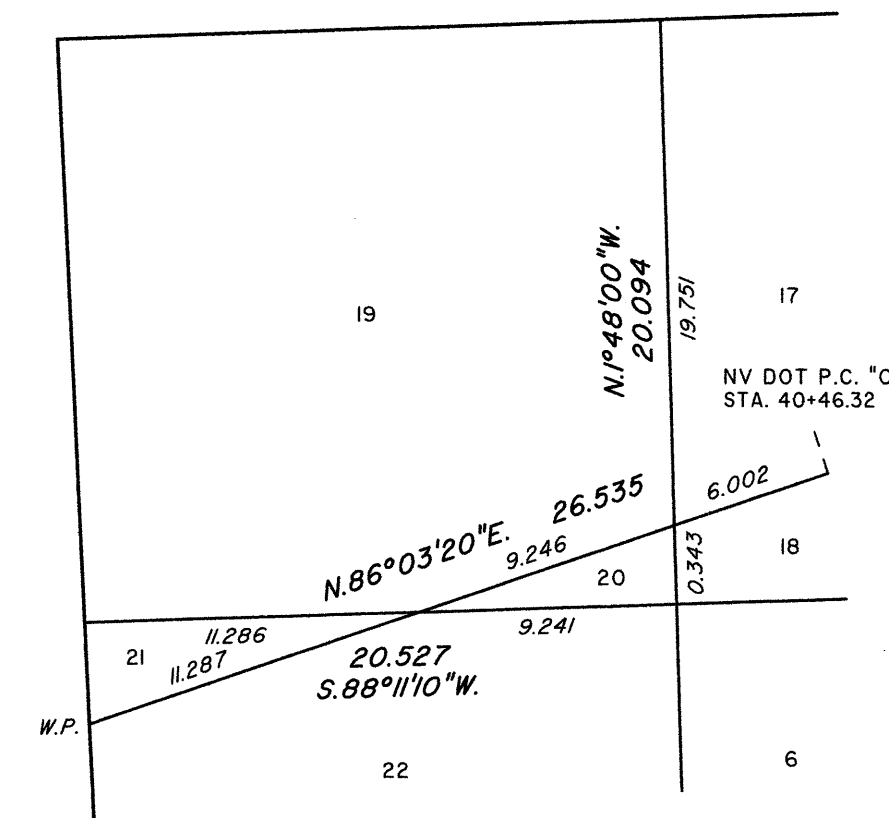 N.1°48'00"W.
20.094
19.751
17
19
NV DOT P.C. "C
STA. 40+46.32
6.002
N.86°03'20"E. 26.535
9.246
20
0.343
18
11.286
9.241
21
11.287
20.527
S.88°11'10"W.
W.P.
22
6